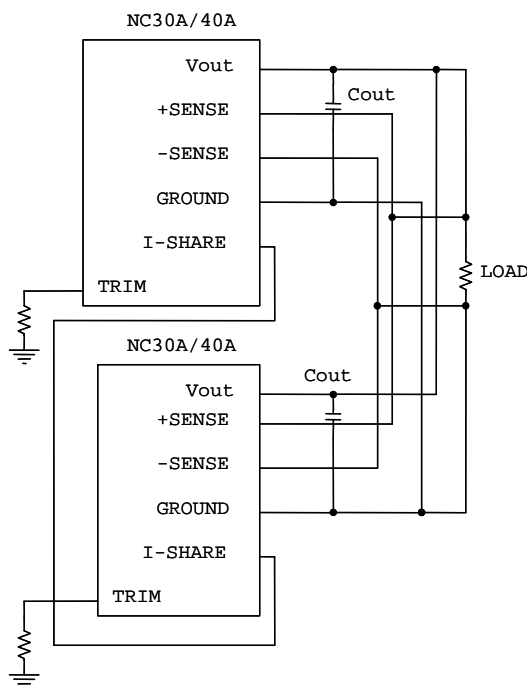 NC30A/40A
Vout
Cout
+SENSE
-SENSE
GROUND
I-SHARE
LOAD
TRIM
NC30A/40A
Cout
Vout
+SENSE
-SENSE
GROUND
I-SHARE
TRIM